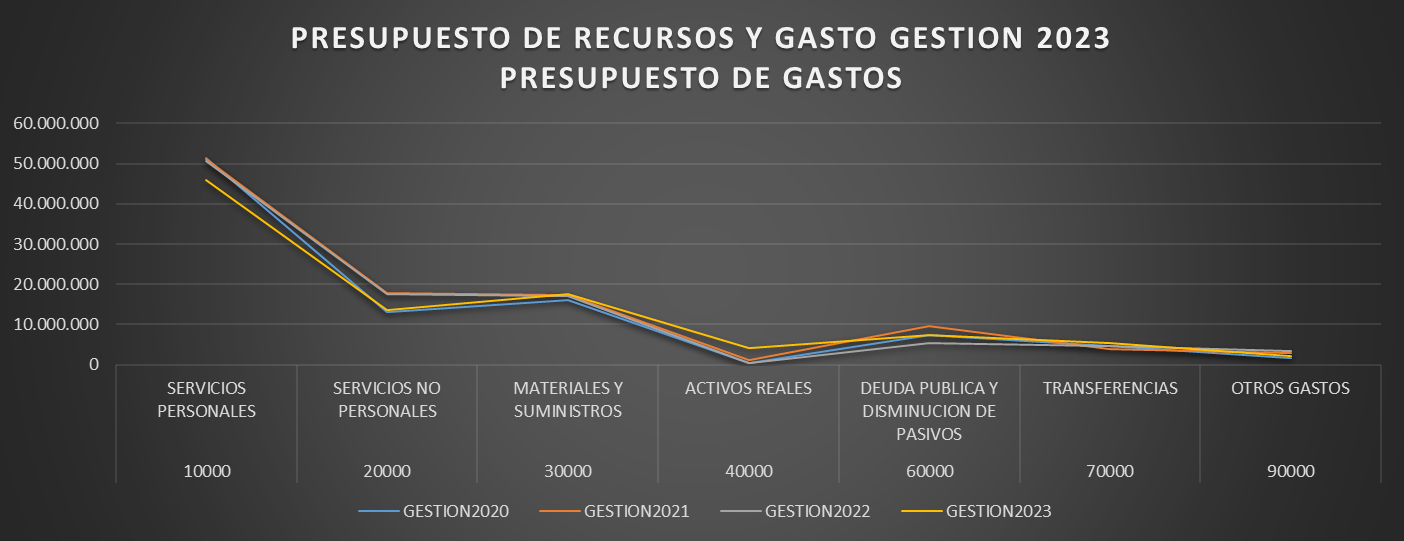 PRESUPUESTO DE RECURSOS Y GASTO GESTION 2023
PRESUPUESTO DE GASTOS
60.000.000
50.000.000
40.000.000
30.000.000
20.000.000
10.000.000
0
SERVICIOS
PERSONALES
SERVICIOS NO
PERSONALES
MATERIALES Y
SUMINISTROS
ACTIVOS REALES
DEUDA PUBLICA Y
DISMINUCION DE
PASIVOS
TRANSFERENCIAS
OTROS GASTOS
10000
20000
30000
40000
60000
70000
90000
GESTION2020
GESTION2021
GESTION2022
GESTION2023